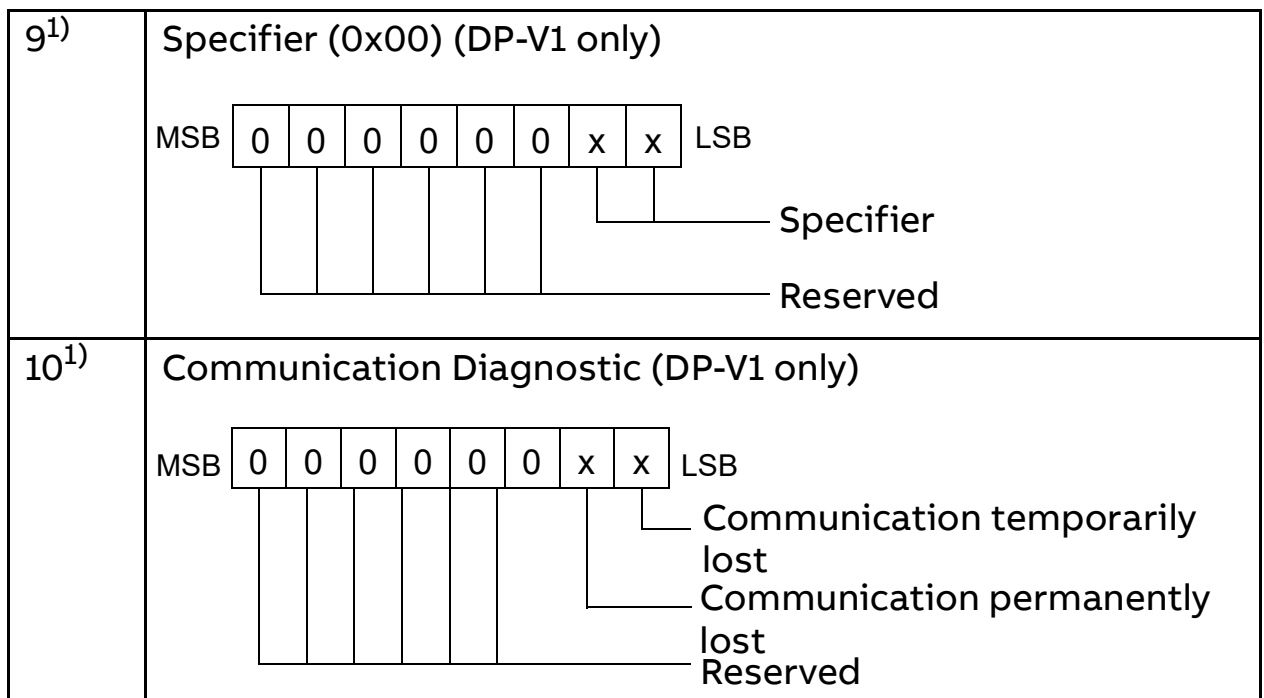 91) Specifier (0x00) (DP-V1 only)
MSB 0 0 0 0 0 0 x x LSB
Specifier
Reserved
101) Communication Diagnostic (DP-V1 only)
MSB 0 0 0 0 0 0 x x LSB
Communication temporarily
lost
Communication permanently
lost
Reserved